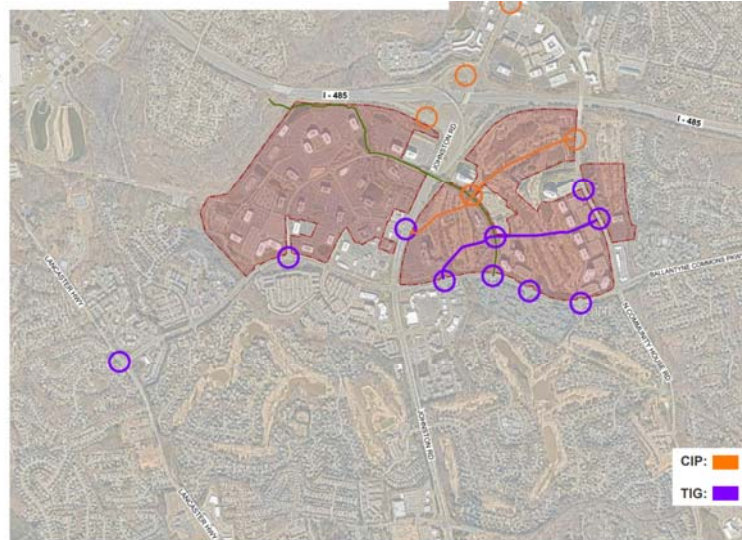 I - 485
JOHNSTON RD
I - 485
LANCASTER HWY
BALLANTYNE COMMONS PKWY
N COMMUNITY HOUSE RD
JOHNSTON RD
LANCASTER HWY
CIP:
TIG: